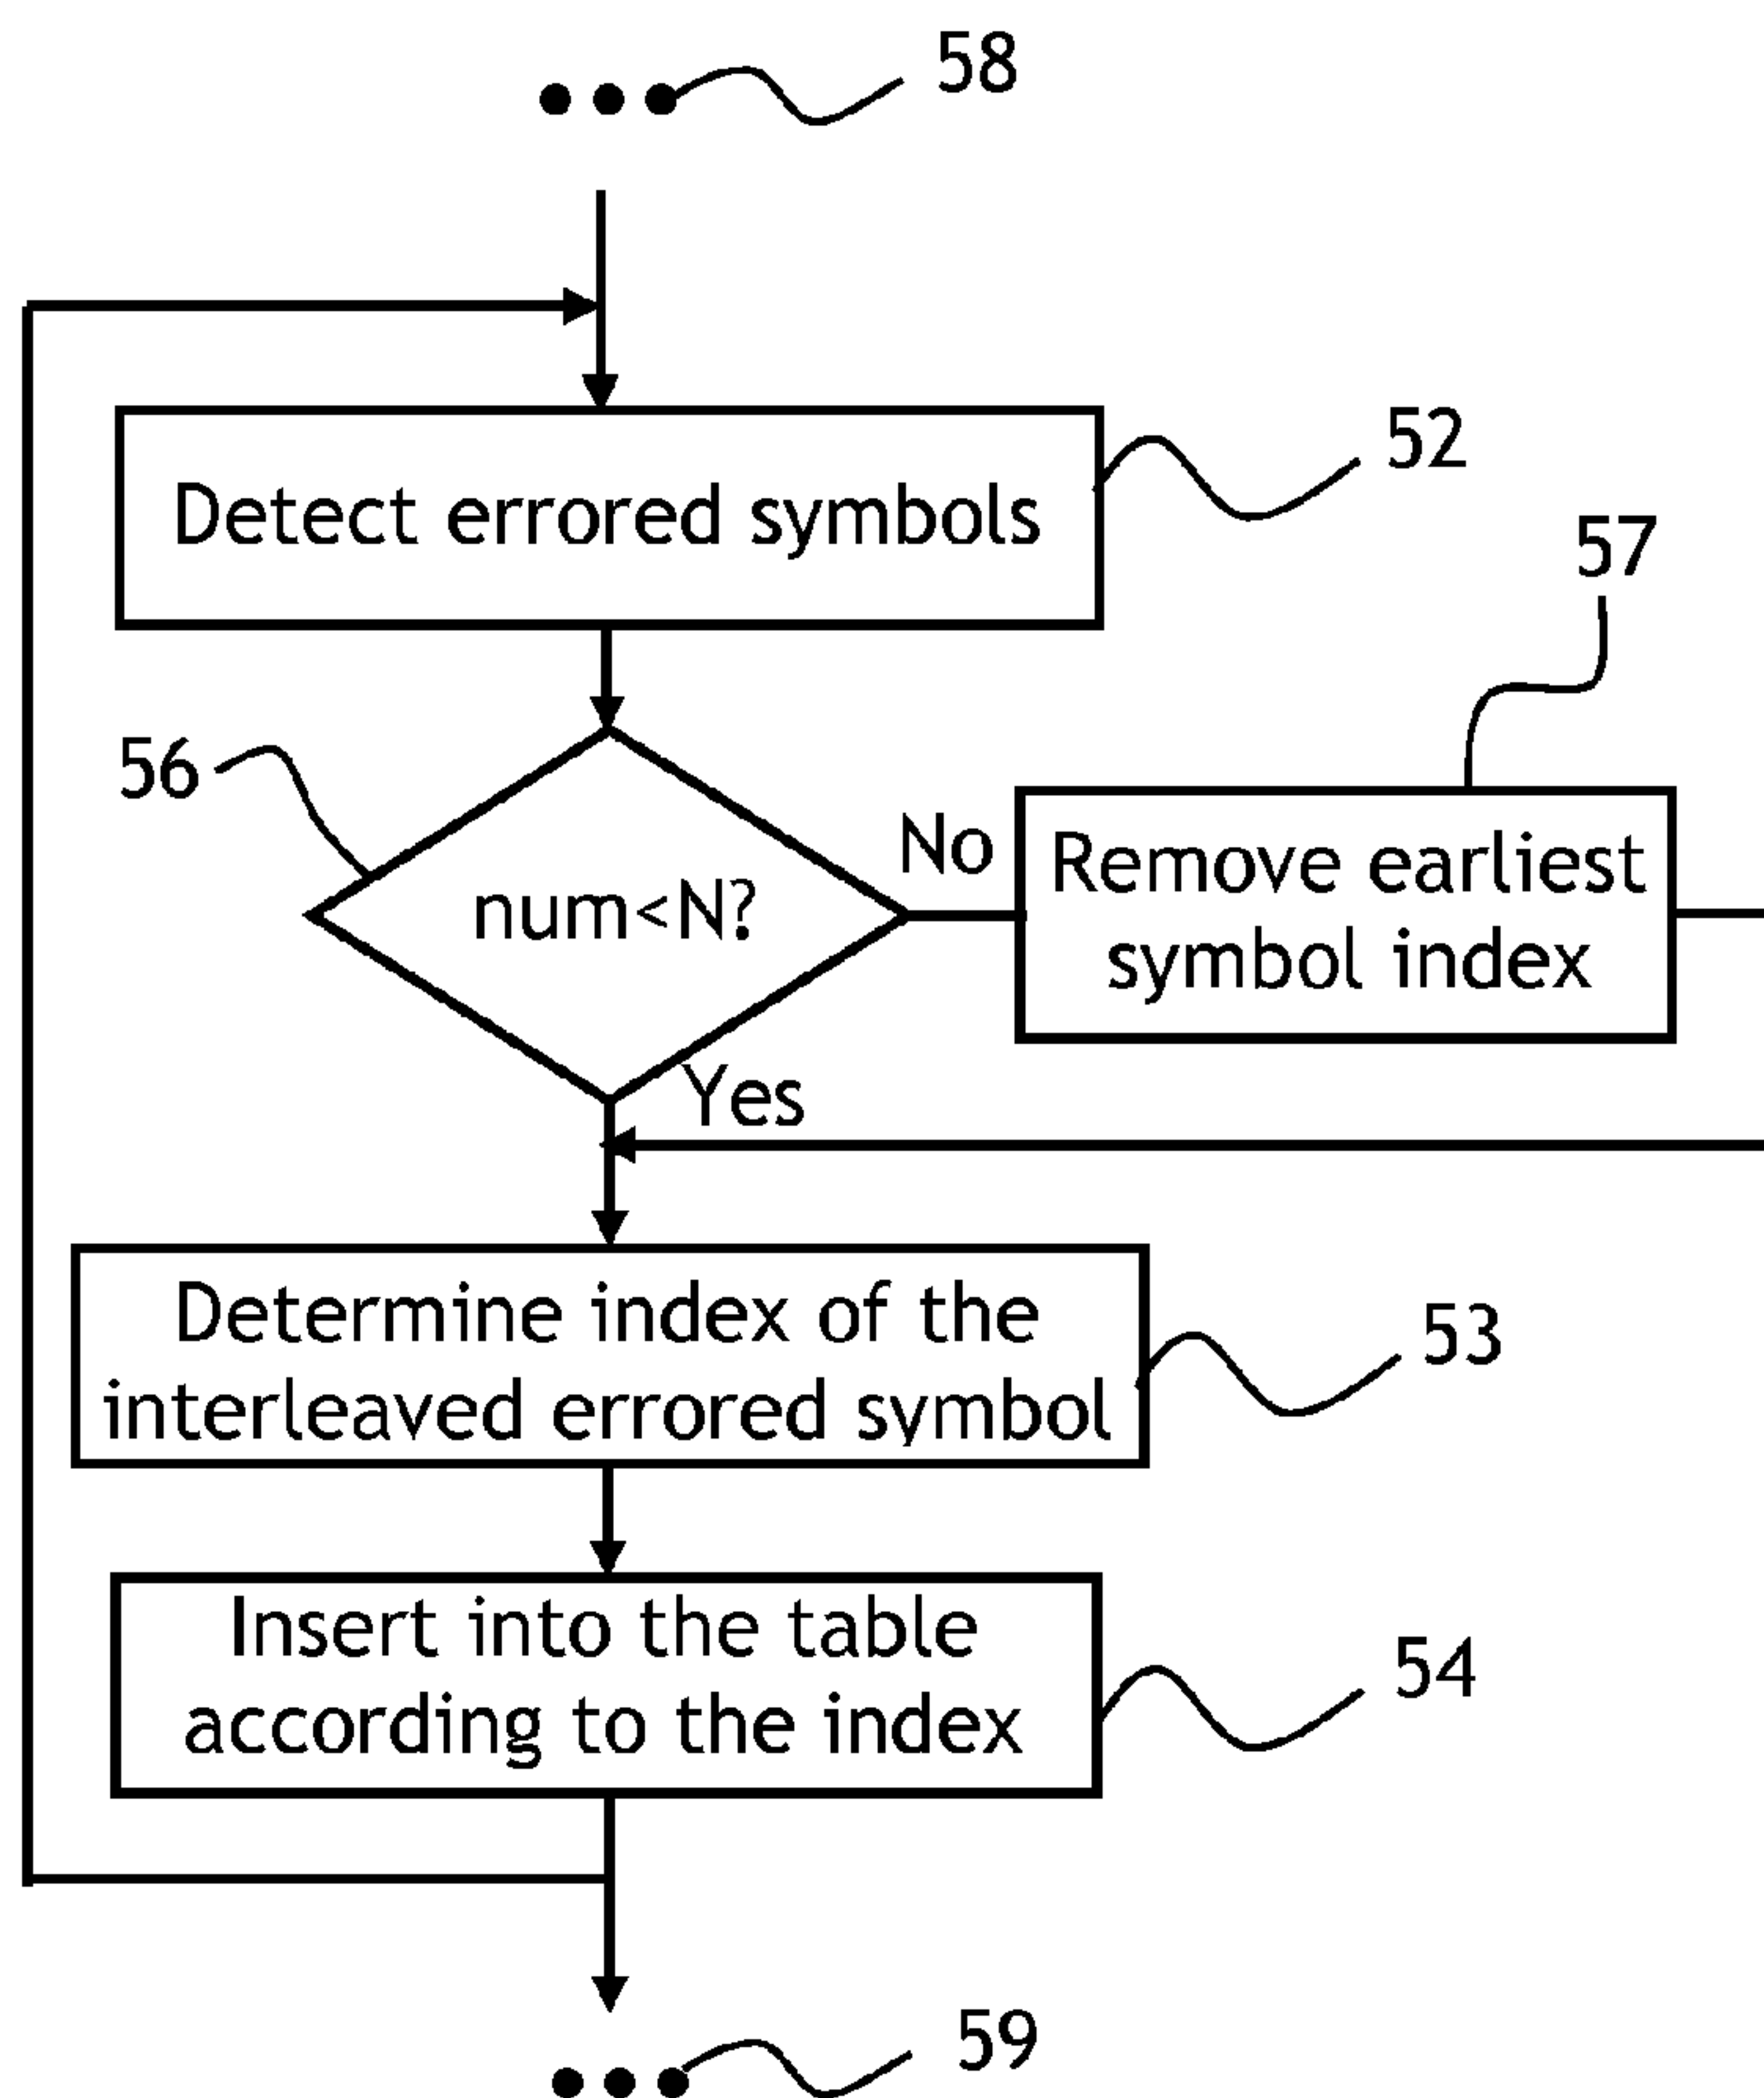 58
Detect errored symbols
52
57
56
num<N?
No
Remove earliest
symbol index
Yes
Determine index of the
interleaved errored symbol
53
Insert into the table
according to the index
54
59